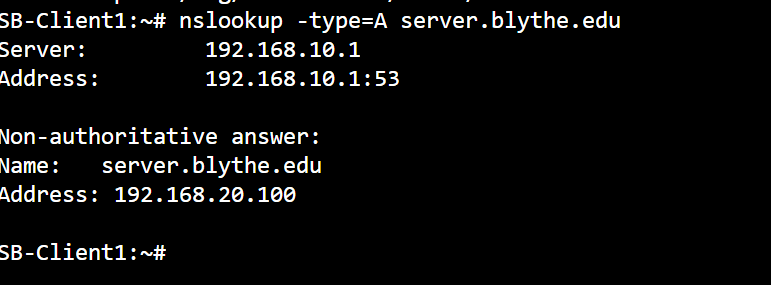 SB-Client1:~# nslookup -type=A server.blythe.edu
Server:         192.168.10.1
Address:        192.168.10.1:53

Non-authoritative answer:
Name:   server.blythe.edu
Address: 192.168.20.100

SB-Client1:~#